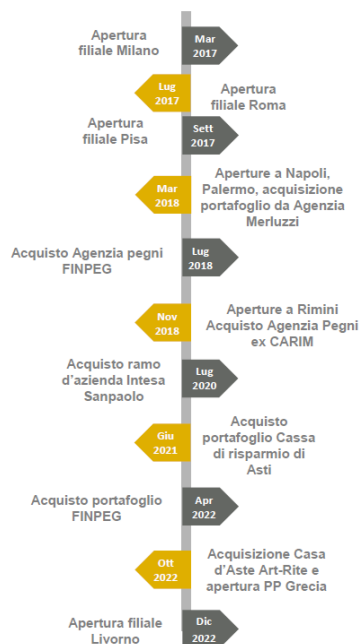 Apertura
filiale Milano
Mar
2017
Lug
2017
Apertura
filiale Roma
Apertura
filiale Pisa
Sett
2017
Mar
2018
Aperture a Napoli,
Palermo, acquisizione
portafoglio da Agenzia
Merluzzi
Acquisto Agenzia pegni
FINPEG
Lug
2018
Nov
2018
Aperture a Rimini
Acquisto Agenzia Pegni
ex CARIM
Acquisto ramo
d'azienda Intesa
Sanpaolo
Lug
2020
Giu
2021
Acquisto
portafoglio Cassa
di risparmio di
Asti
Acquisto portafoglio
FINPEG
Apr
2022
Ott
2022
Acquisizione Casa
d'Aste Art-Rite e
apertura PP Grecia
Apertura filiale
Livorno
Dic
2022